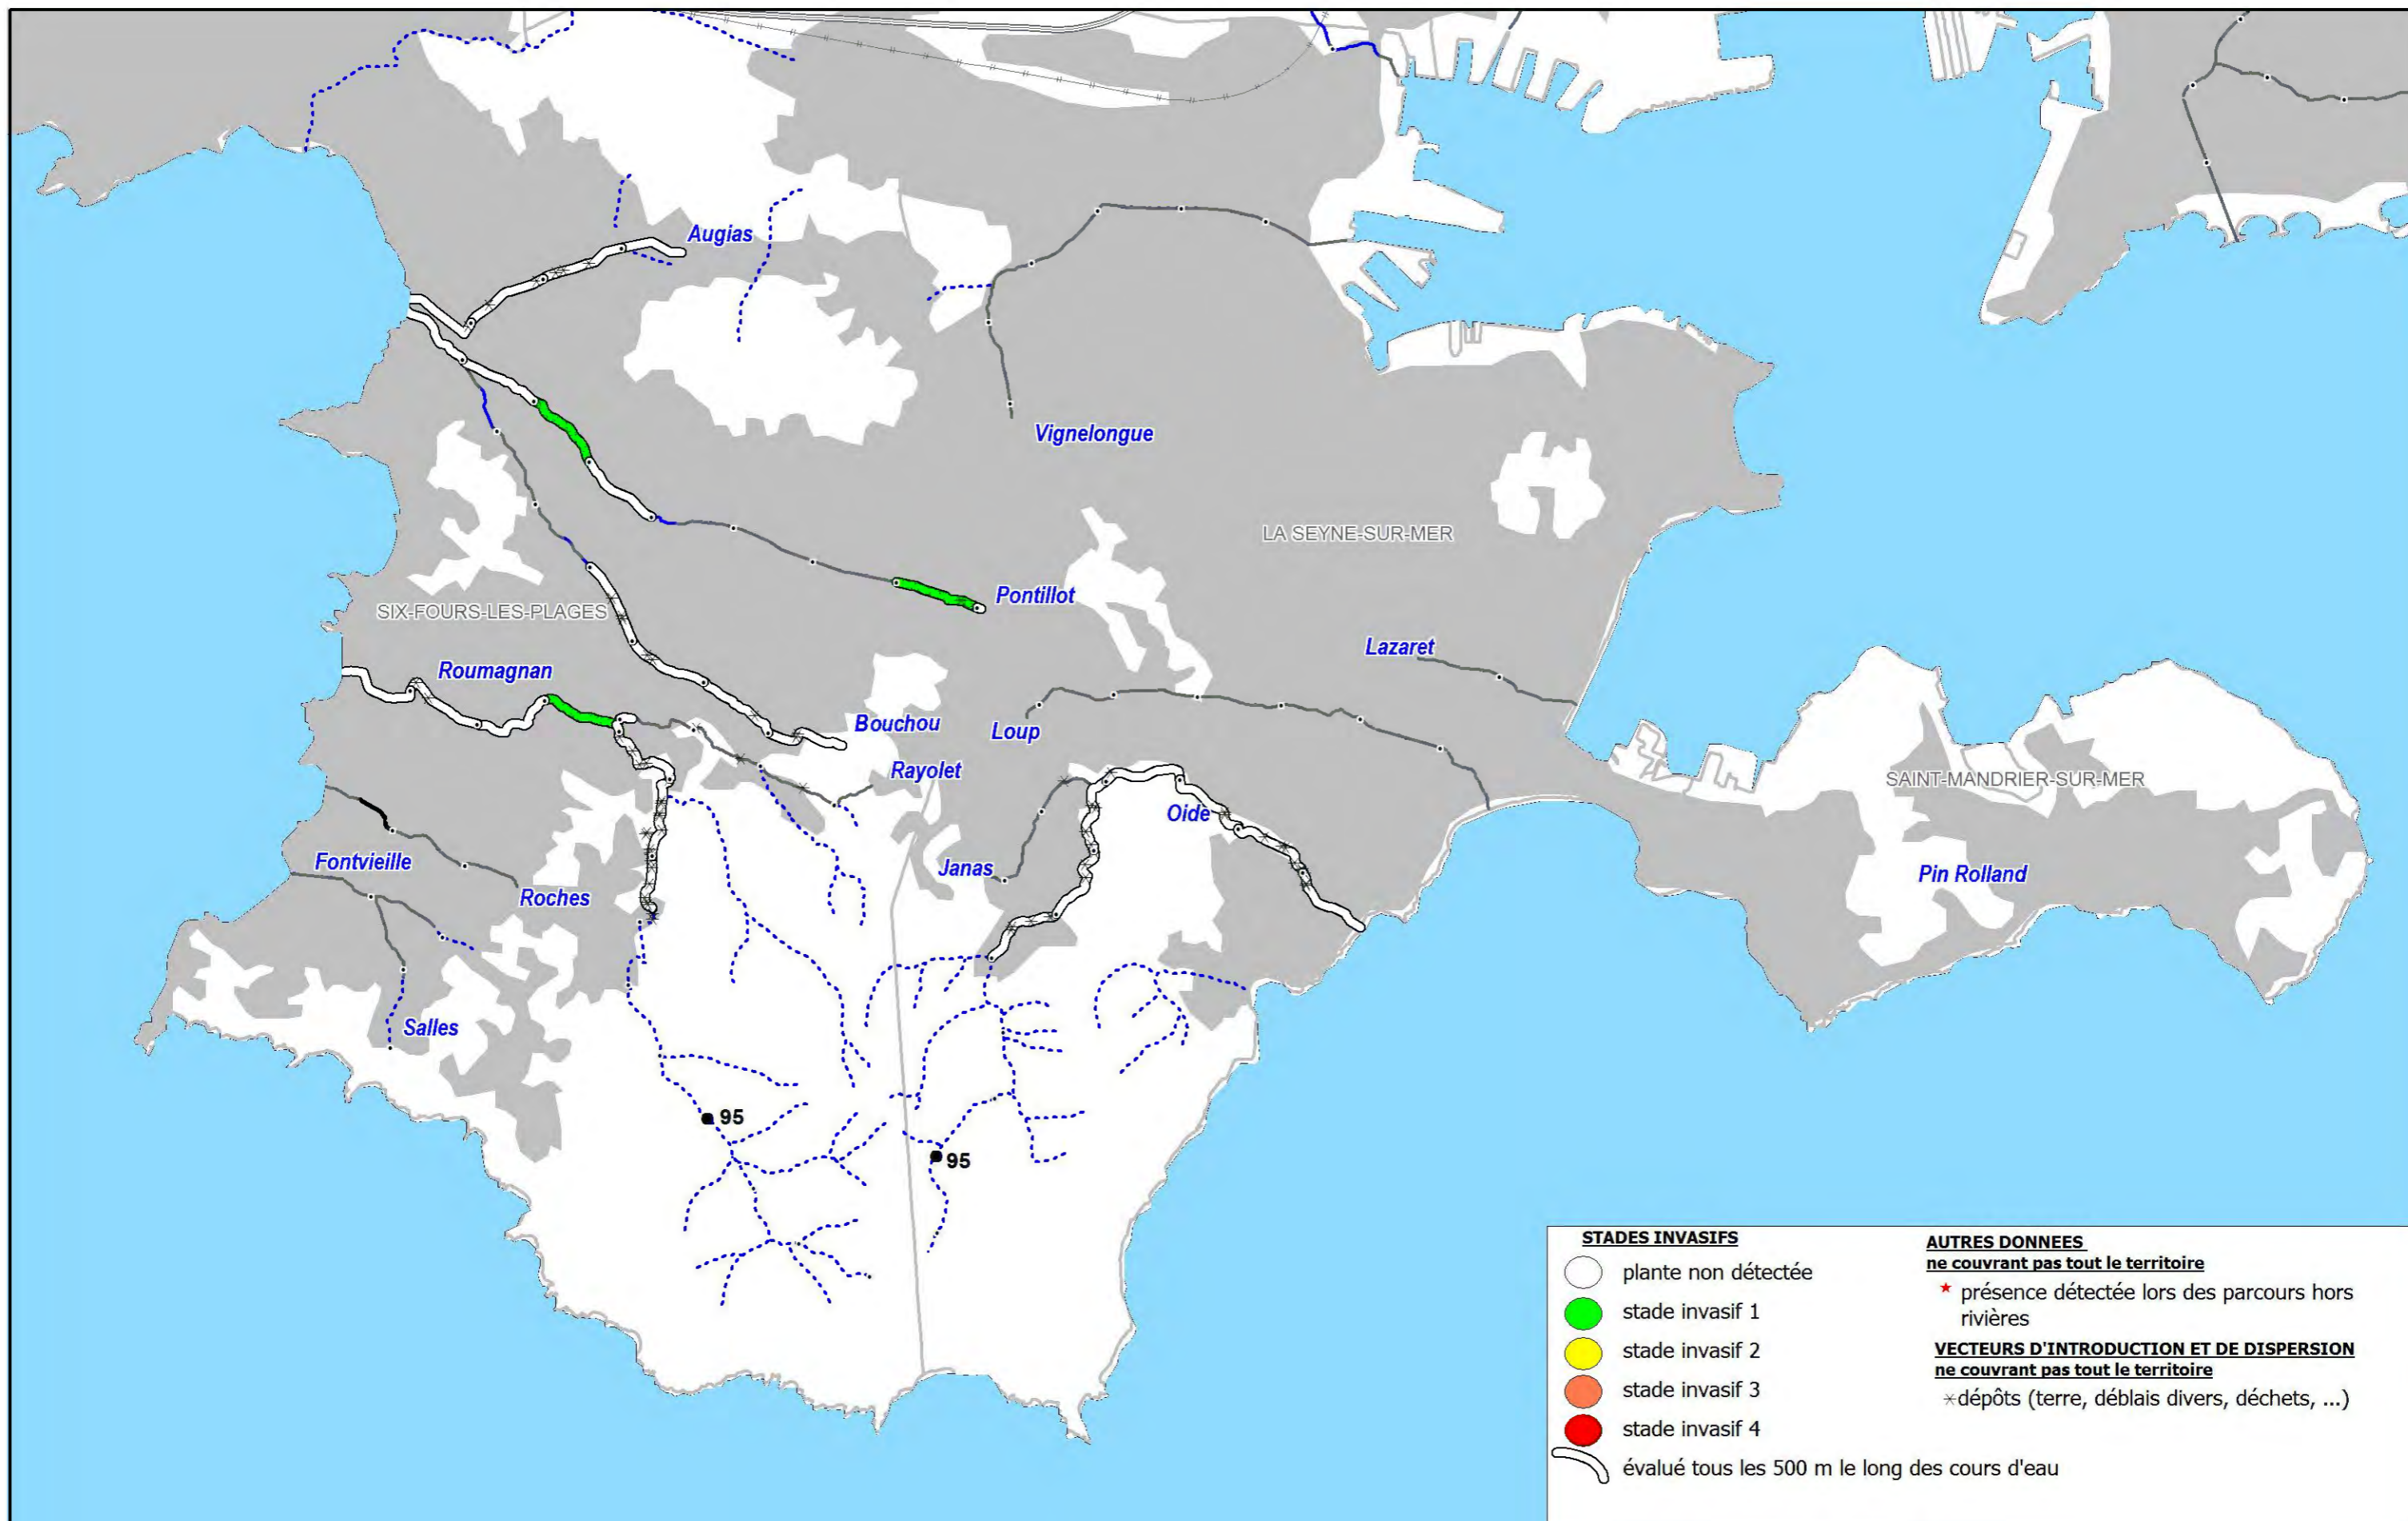 Augias
Vignelongue
LA SEYNE-SUR-MER
Pontillot
SIX-FOURS-LES-PLAGES
Lazaret
Roumagnan
Bouchou
Loup
Rayolet
SAINT-MANDRIER-SUR-MER
Oide
Fontvieille
Janas
Pin Rolland
Roches
Salles
95
95
STADES INVASIFS
plante non détectée
stade invasif 1
stade invasif 2
stade invasif 3
stade invasif 4
évalué tous les 500 m le long des cours d'eau
AUTRES DONNEES
ne couvrant pas tout le territoire
présence détectée lors des parcours hors
rivières
VECTEURS D'INTRODUCTION ET DE DISPERSION
ne couvrant pas tout le territoire
dépôts (terre, déblais divers, déchets, ...)